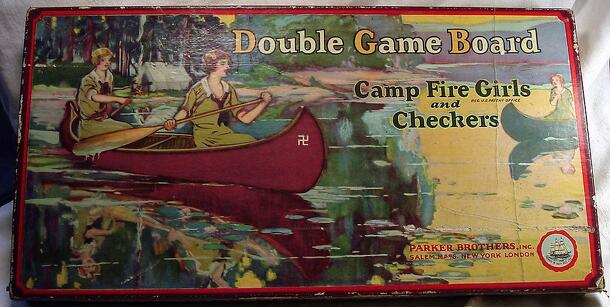 Double Game Board
Camp Fire Girls
REG. U.S. PATENT OFFICE
and
Checkers
PARKER BROTHERS, INC.
SALEM, MASS. NEW YORK LONDON